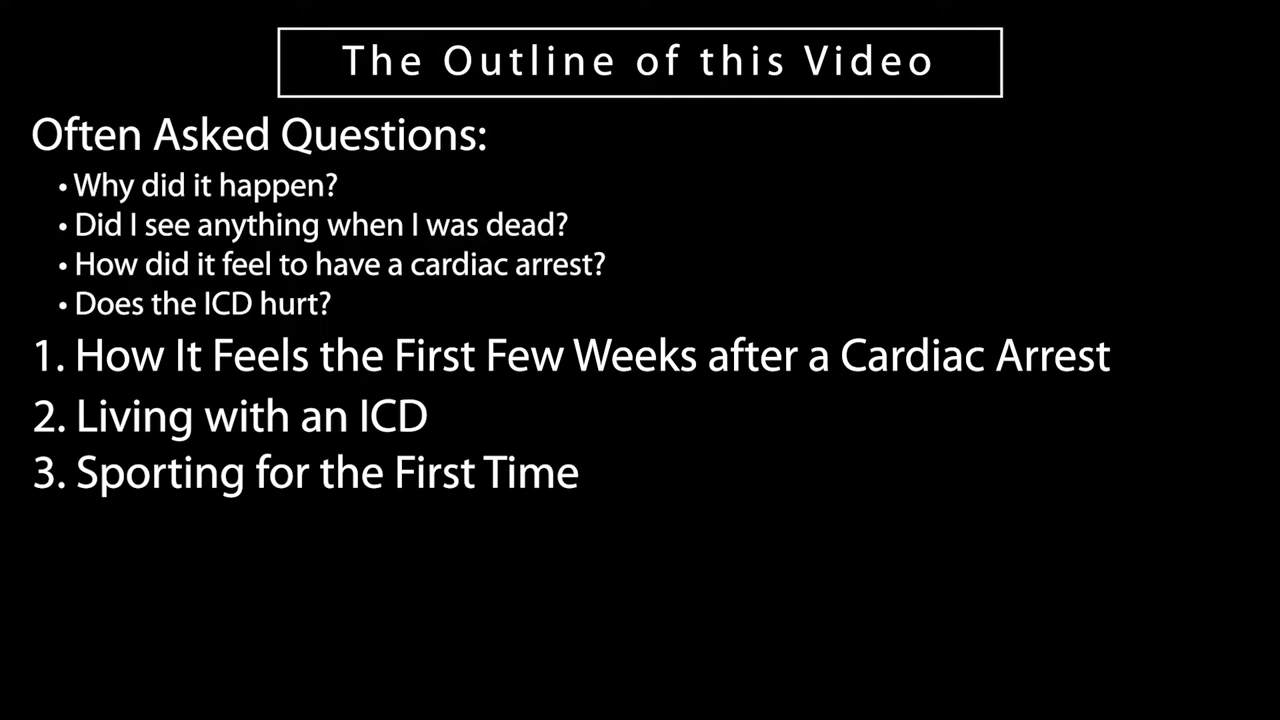 The Outline of this Video
Often Asked Questions:
• Why did it happen?
• Did I see anything when I was dead?
• How did it feel to have a cardiac arrest?
• Does the ICD hurt?
1. How It Feels the First Few Weeks after a Cardiac Arrest
2. Living with an ICD
3. Sporting for the First Time